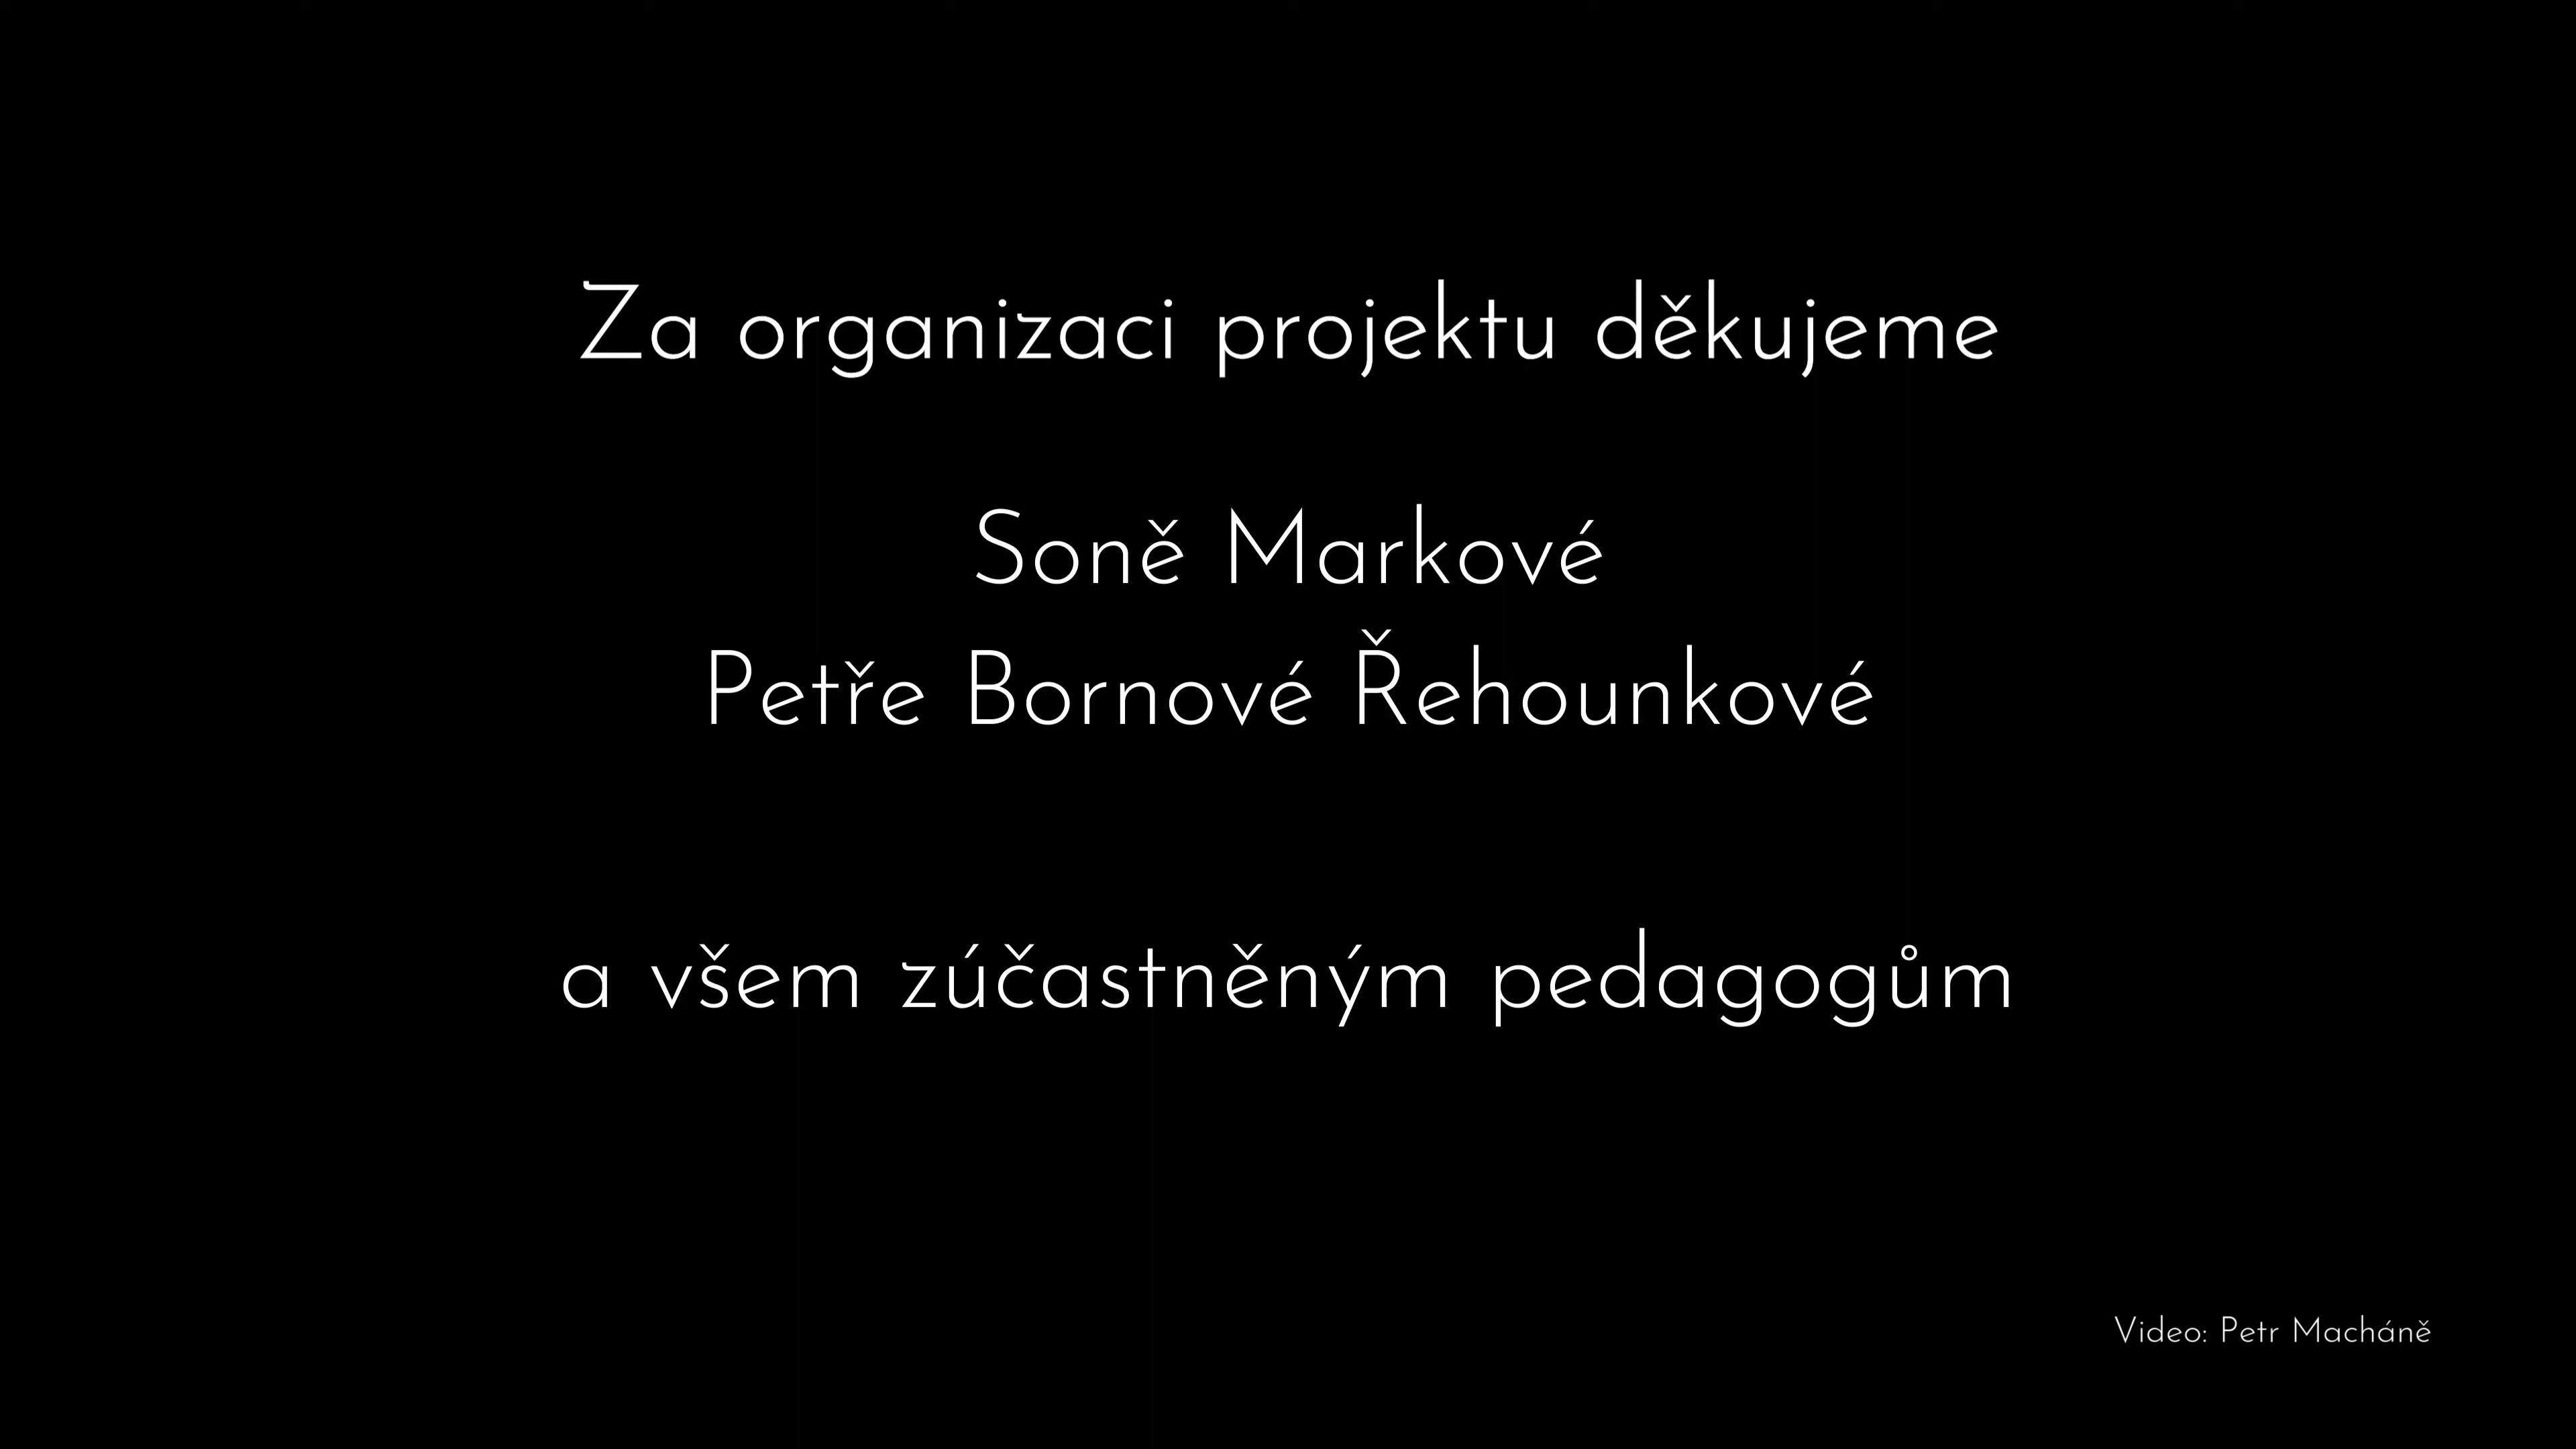 Za organizaci projektu děkujeme
Soně Markové
Petře Bornové Řehounkové
a všem zúčastněným pedagogům
Video: Petr Macháně